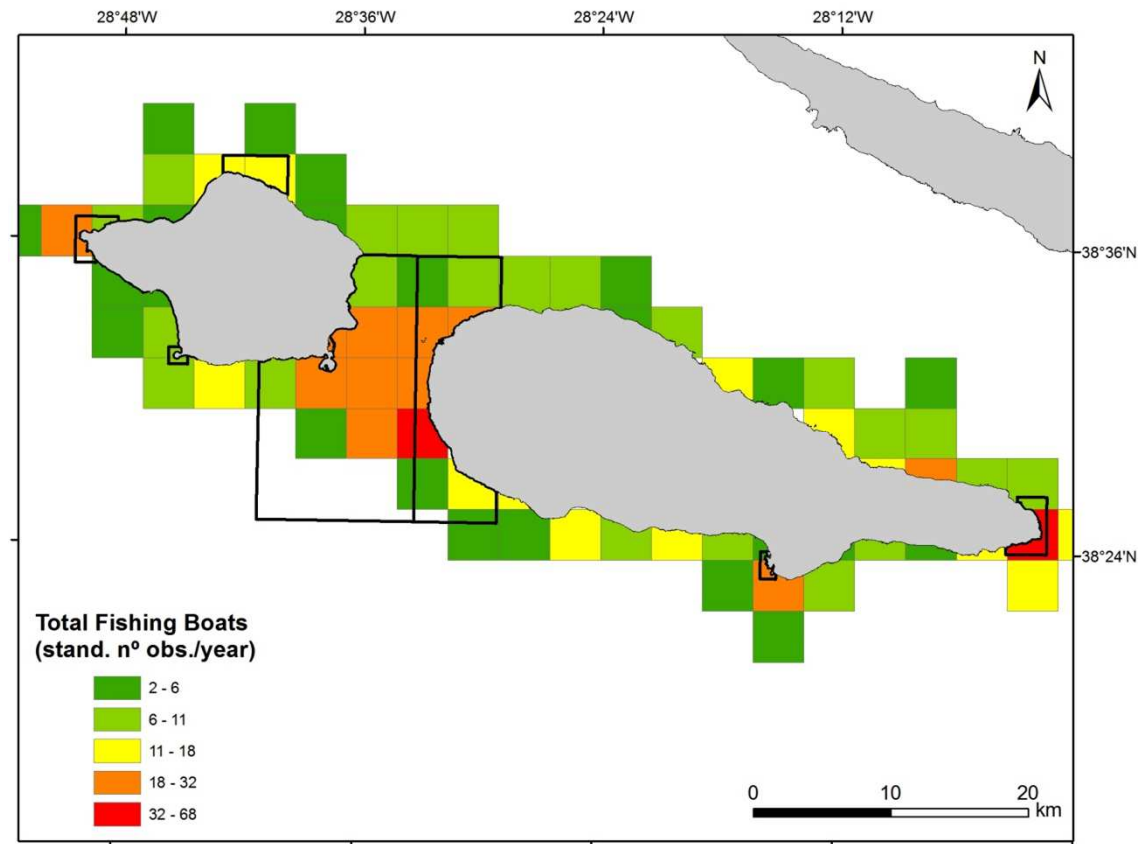 28°48'W 28°36'W 28°24'W 28°12'W
N
38°36'N
38°24'N
Total Fishing Boats
(stand. nº obs./year)
2 - 6
6 - 11
11 - 18
18 - 32
32 - 68
0 10 20
km